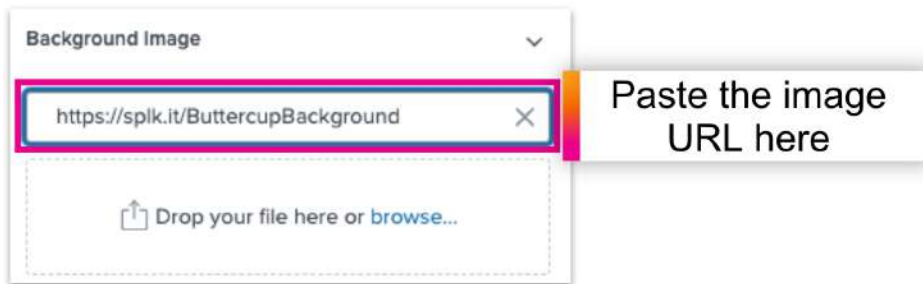 Background Image
https://splk.it/ButtercupBackground
Paste the image
URL here
Drop your file here or browse...